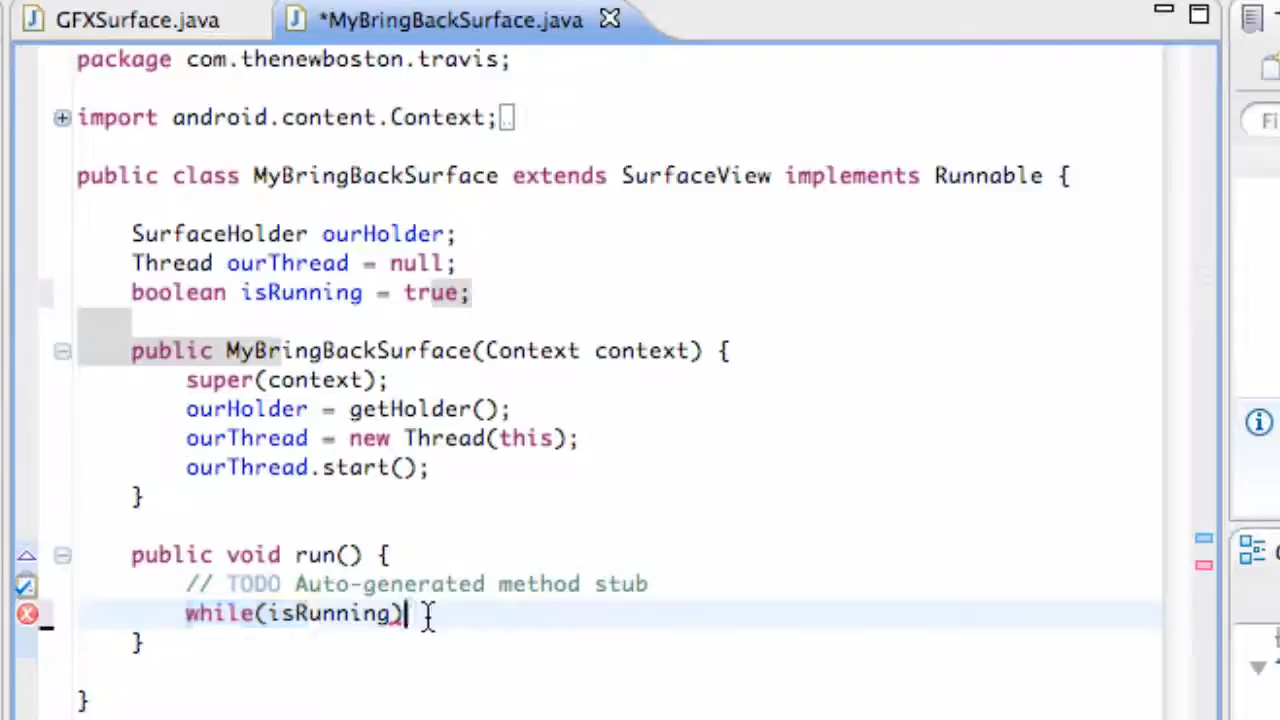 GFXSurface.java
*MyBringBackSurface.java
package com.thenewboston.travis;
import android.content.Context;
public class MyBringBackSurface extends SurfaceView implements Runnable {
SurfaceHolder ourHolder;
Thread ourThread = null;
boolean isRunning = true;
public MyBringBackSurface(Context context) {
super(context);
ourHolder = getHolder();
ourThread = new Thread(this);
ourThread.start();
}
public void run() {
// TODO Auto-generated method stub
while(isRunning)
}
}
Fi